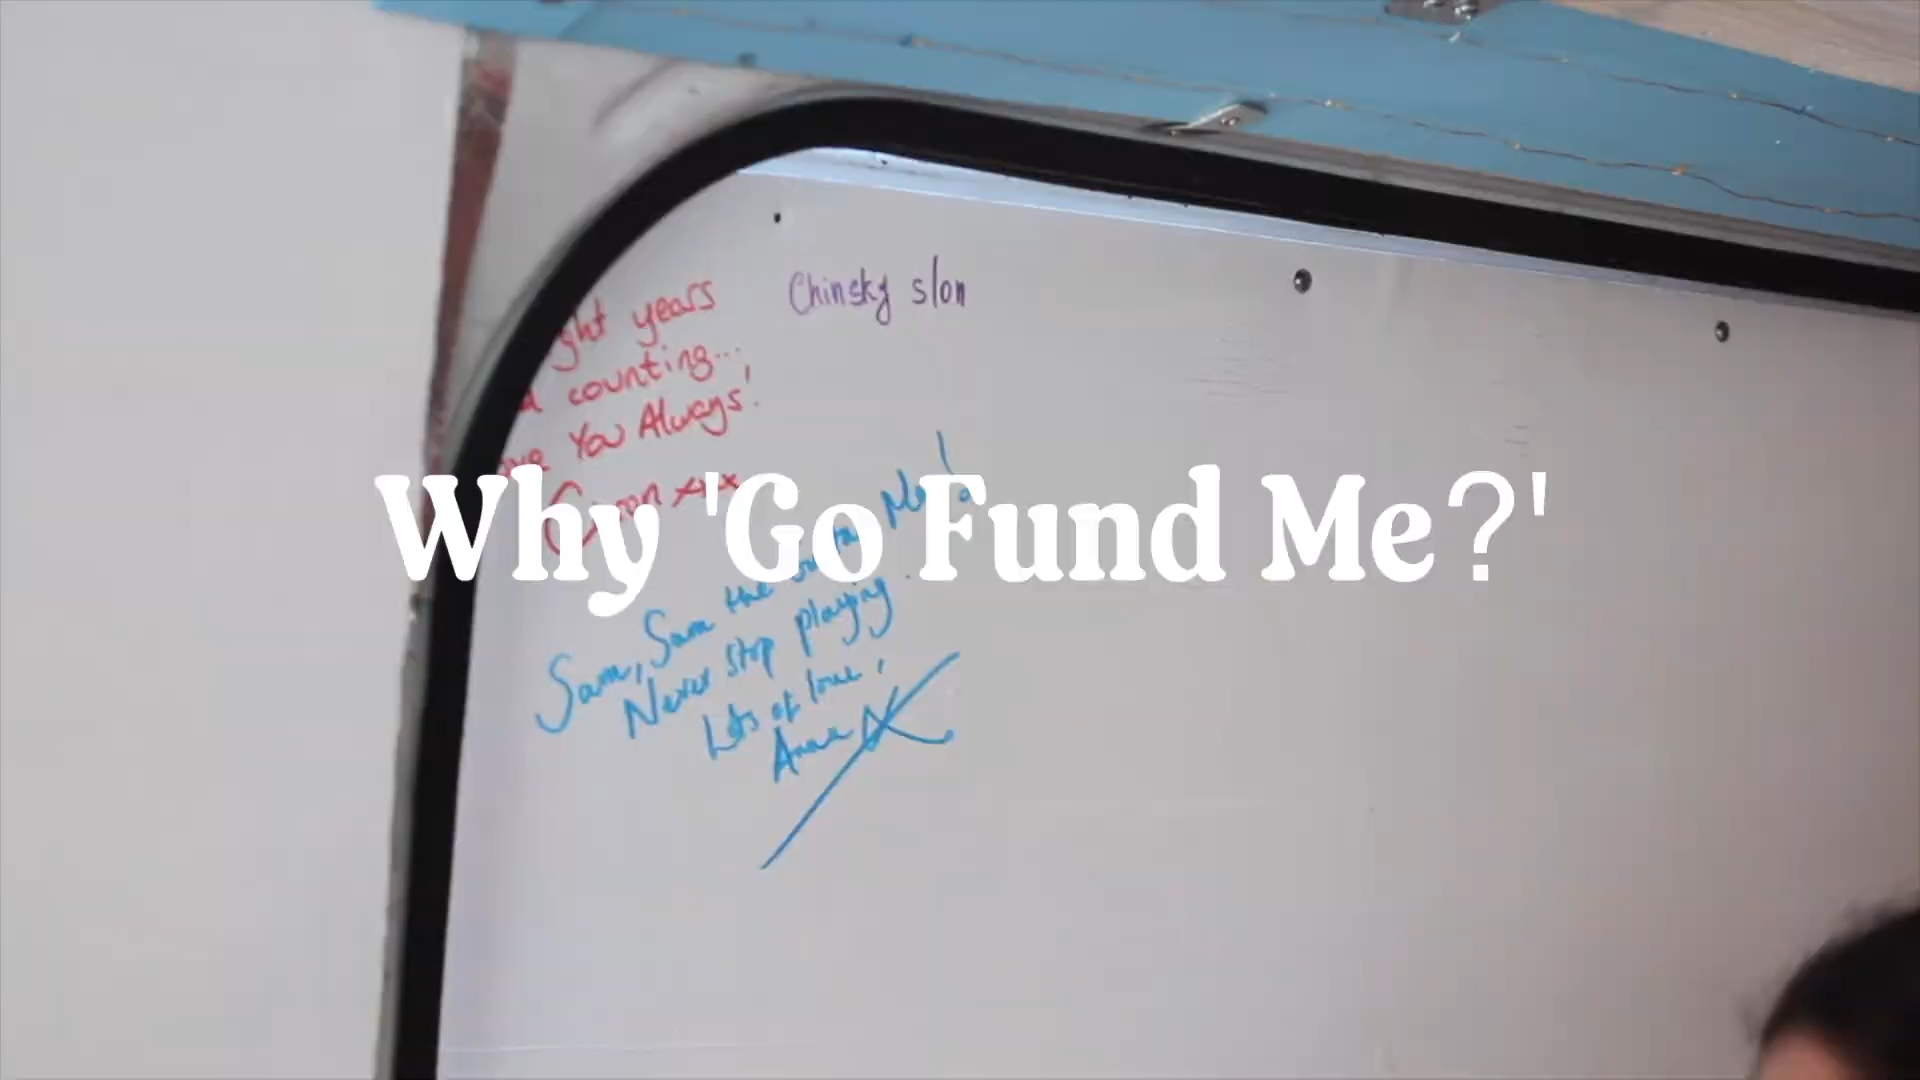 years
Chinsky slon
counting...
You Always!
Why 'Go Fund Me?'
Sam, Sam the
Never stop playing
Lots of love,
Anna